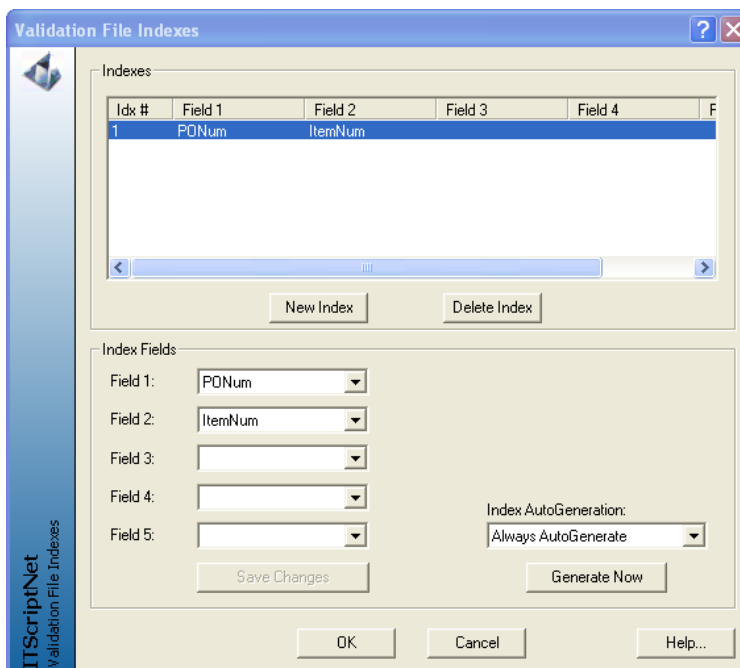 Validation File Indexes
Indexes
Idx # Field 1 Field 2 Field 3 Field 4 F
1 PONum ItemNum
New Index Delete Index
Index Fields
Field 1: PONum
Field 2: ItemNum
Field 3:
Field 4:
Index AutoGeneration:
Field 5: Always AutoGenerate
Save Changes Generate Now
OK Cancel Help...
ITScriptNet
Validation File Indexes